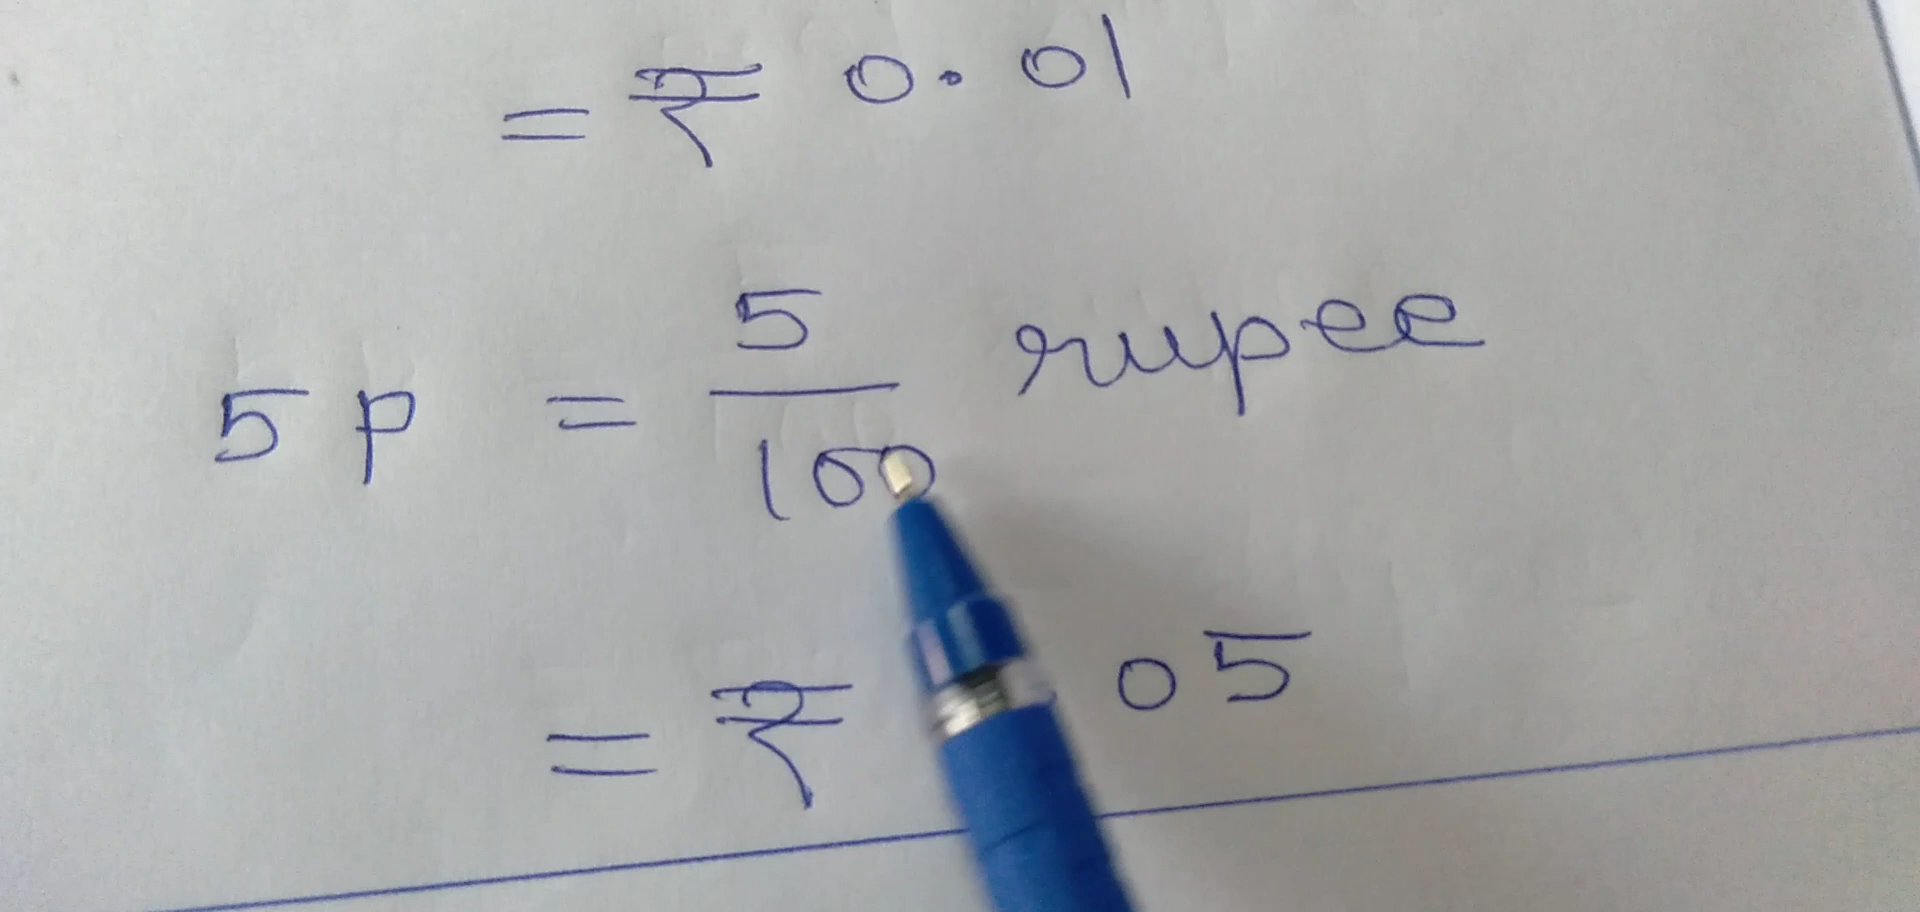 = ₹ 0.01
5 p = 5/100 rupee
= ₹ 05